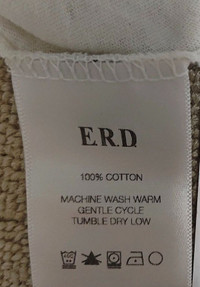 E.R.D.
100% COTTON
MACHINE WASH WARM
GENTLE CYCLE
TUMBLE DRY LOW